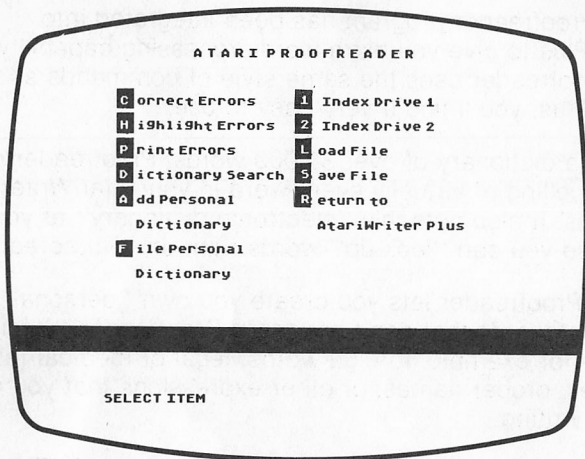 ATARI PROOFREADER
Correct Errors
Highlight Errors
Print Errors
Dictionary Search
Add Personal
Dictionary
File Personal
Dictionary
1 Index Drive 1
2 Index Drive 2
Load File
Save File
Return to
AtariWriter Plus
SELECT ITEM